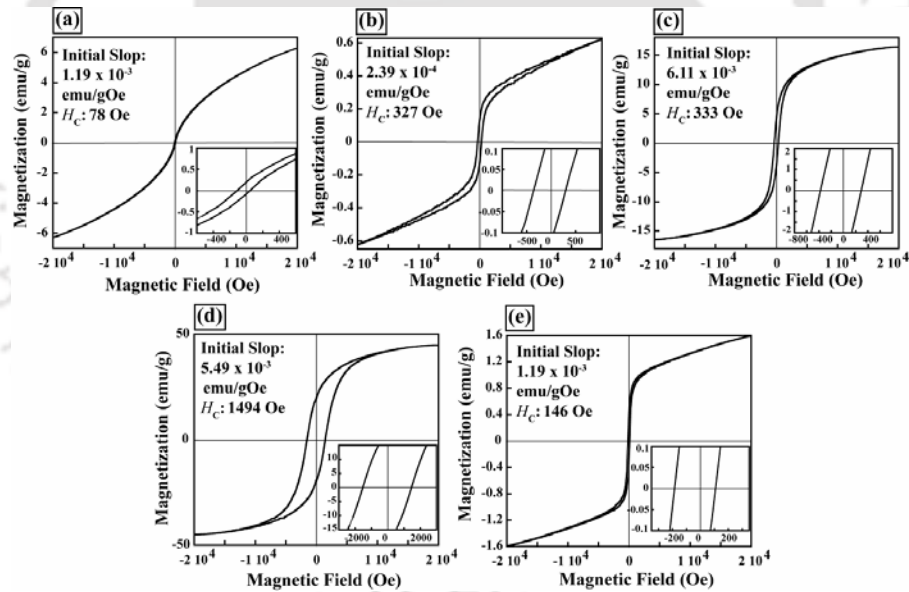 (a)
Initial Slop:
1.19 x 10-3
emu/gOe
HC: 78 Oe
Magnetization (emu/g)
6
4
2
0
-2
-4
-6
1
0.5
0
-0.5
-1
-400 0 400
-2 10⁴ -1 10⁴ 0 1 10⁴ 2 10⁴
Magnetic Field (Oe)
(b)
Initial Slop:
2.39 x 10-4
emu/gOe
HC: 327 Oe
Magnetization (emu/g)
0.6
0.4
0.2
0
-0.2
-0.4
-0.6
0.1
0.05
0
-0.05
-0.1
-500 0 500
-2 10⁴ -1 10⁴ 0 1 10⁴ 2 10⁴
Magnetic Field (Oe)
(c)
Initial Slop:
6.11 x 10-3
emu/gOe
HC: 333 Oe
Magnetization (emu/g)
15
10
5
0
-5
-10
-15
2
1
0
-1
-2
-800 -400 0 400
-2 10⁴ -1 10⁴ 0 1 10⁴ 2 10⁴
Magnetic Field (Oe)
(d)
Initial Slop:
5.49 x 10-3
emu/gOe
HC: 1494 Oe
Magnetization (emu/g)
50
0
-50
15
10
5
0
-5
-10
-15
-2000 0 2000
-2 10⁴ -1 10⁴ 0 1 10⁴ 2 10⁴
Magnetic Field (Oe)
(e)
Initial Slop:
1.19 x 10-3
emu/gOe
HC: 146 Oe
Magnetization (emu/g)
1.6
1.2
0.8
0.4
0
-0.4
-0.8
-1.2
-1.6
0.1
0.05
0
-0.05
-0.1
-200 0 200
-2 10⁴ -1 10⁴ 0 1 10⁴ 2 10⁴
Magnetic Field (Oe)